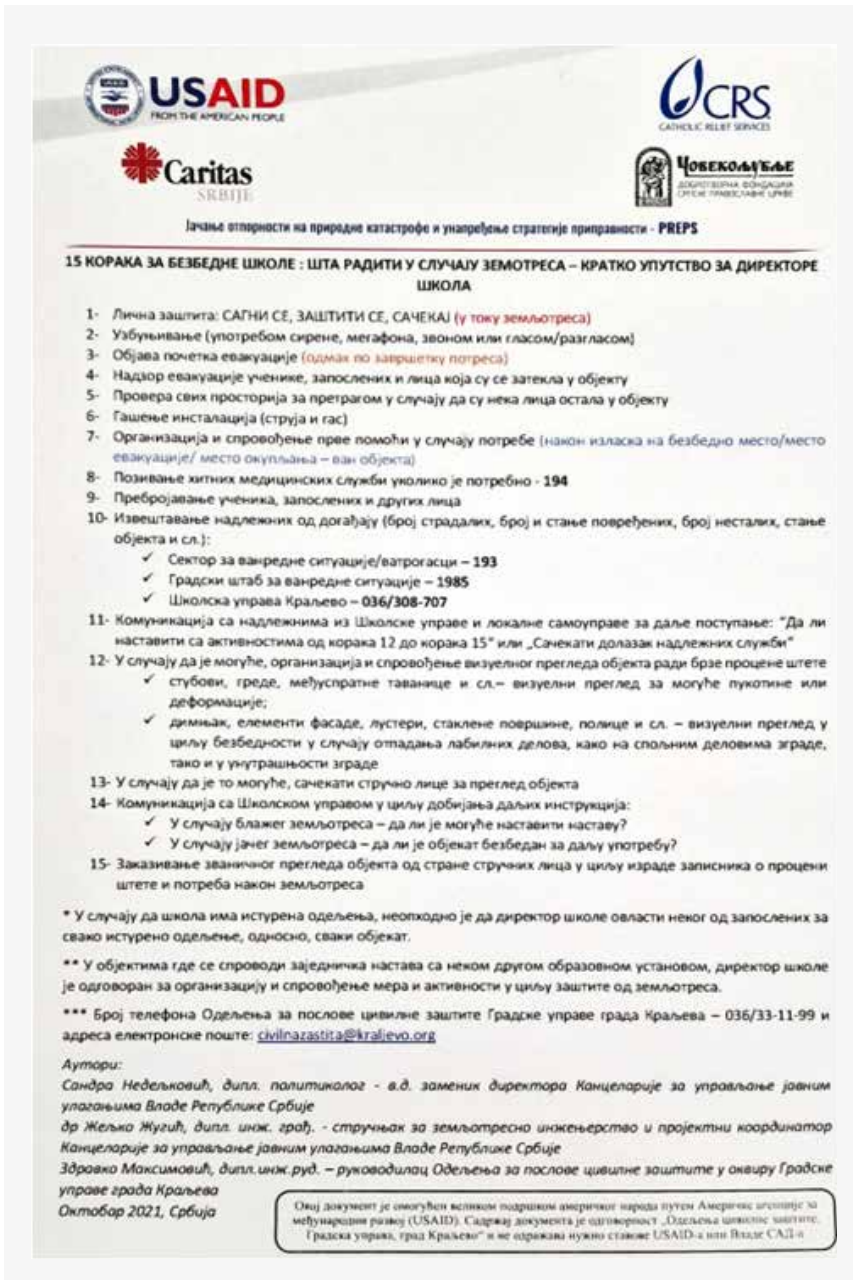 USAID
FROM THE AMERICAN PEOPLE
CRS
CATHOLIC RELIEF SERVICES
Caritas
SRBIJE
ЧОВЕКОЉУБЉЕ
ДОБРОТВОРНА ФОНДАЦИЈА
СРПСКЕ ПРАВОСЛАВНЕ ЦРКВЕ
Јачање отпорности на природне катастрофе и унапређење стратегије приправности - PREPS
15 КОРАКА ЗА БЕЗБЕДНЕ ШКОЛЕ : ШТА РАДИТИ У СЛУЧАЈУ ЗЕМОТРЕСА – КРАТКО УПУТСТВО ЗА ДИРЕКТОРЕ
ШКОЛА
1- Лична заштита: САГНИ СЕ, ЗАШТИТИ СЕ, САЧЕКАЈ (у току земљотреса)
2- Узбуњивање (употребом сирене, мегафона, звоном или гласом/разгласом)
3- Објава почетка евакуације (одмах по завршетку потреса)
4- Надзор евакуације ученике, запослених и лица која су се затекла у објекту
5- Провера свих просторија за претрагом у случају да су нека лица остала у објекту
6- Гашење инсталација (струја и гас)
7- Организација и спровођење прве помоћи у случају потребе (након изласка на безбедно место/место
евакуације/ место окупљања – ван објекта)
8- Позивање хитних медицинских служби уколико је потребно - 194
9- Пребројавање ученика, запослених и других лица
10- Извештавање надлежних од догађају (број страдалих, број и стање повређених, број несталих, стање
објекта и сл.):
✓ Сектор за ванредне ситуације/ватрогасци – 193
✓ Градски штаб за ванредне ситуације – 1985
✓ Школска управа Краљево – 036/308-707
11- Комуникација са надлежнима из Школске управе и локалне самоуправе за даље поступање: "Да ли
наставити са активностима од корака 12 до корака 15" или „Сачекати долазак надлежних служби"
12- У случају да је могуће, организација и спровођење визуелног прегледа објекта ради брзе процене штете
✓ стубови, греде, међуспратне таванице и сл.– визуелни преглед за могуће пукотине или
деформације;
✓ димњак, елементи фасаде, лустери, стаклене површине, полице и сл. – визуелни преглед у
циљу безбедности у случају отпадања лабилних делова, како на спољним деловима зграде,
тако и у унутрашњости зграде
13- У случају да је то могуће, сачекати стручно лице за преглед објекта
14- Комуникација са Школском управом у циљу добијања даљих инструкција:
✓ У случају блажег земљотреса – да ли је могуће наставити наставу?
✓ У случају јачег земљотреса – да ли је објекат безбедан за даљу употребу?
15- Заказивање званичног прегледа објекта од стране стручних лица у циљу израде записника о процени
штете и потреба након земљотреса
* У случају да школа има истурена одељења, неопходно је да директор школе овласти неког од запослених за
свако истурено одељење, односно, сваки објекат.
** У објектима где се спроводи заједничка настава са неком другом образовном установом, директор школе
је одговоран за организацију и спровођење мера и активности у циљу заштите од земљотреса.
*** Број телефона Одељења за послове цивилне заштите Градске управе града Краљева – 036/33-11-99 и
адреса електронске поште: civilnazastita@kraljevo.org
Аутори:
Сандра Недељковић, дипл. политиколог - в.д. заменик директора Канцеларије за управљање јавним
улагањима Владе Републике Србије
др Жељко Жугић, дипл. инж. грађ. - стручњак за земљотресно инжењерство и пројектни координатор
Канцеларије за управљање јавним улагањима Владе Републике Србије
Здравко Максимовић, дипл.инж.руд. – руководилац Одељења за послове цивилне заштите у оквиру Градске
управе града Краљева
Октобар 2021, Србија
Овај документ је омогућен великом подршком америчког народа путем Америчке агенције за
међународни развој (USAID). Садржај документа је одговорност „Одељења цивилне заштите,
Градска управа, град Краљево" и не одражава нужно ставове USAID-а или Владе САД-а